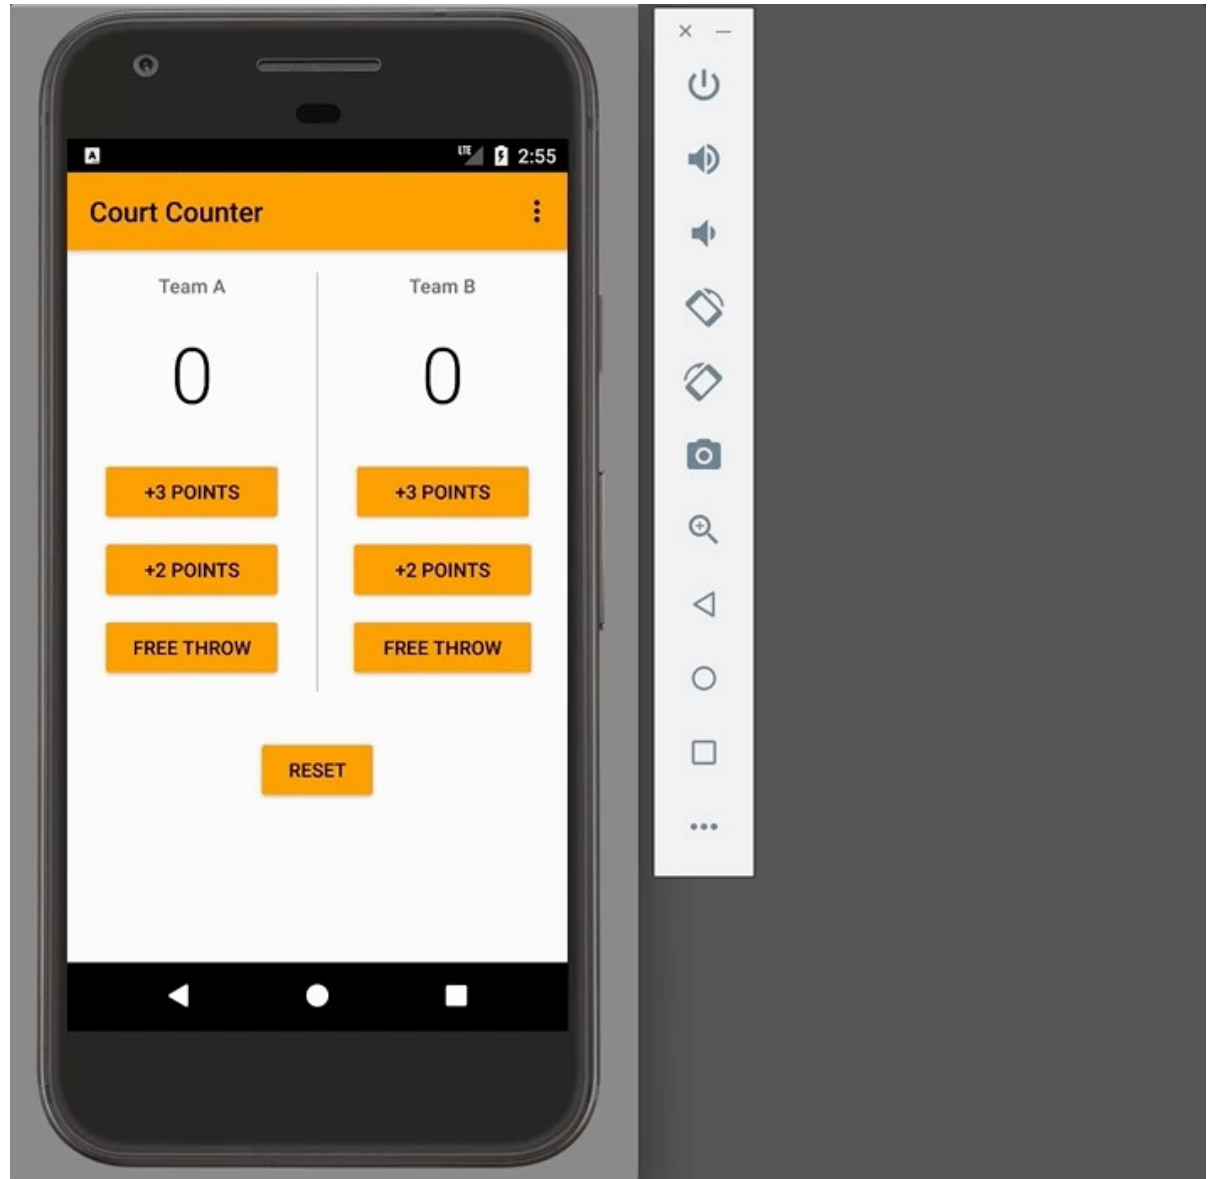 A
LTE 2:55
Court Counter
Team A Team B
0 0
+3 POINTS +3 POINTS
+2 POINTS +2 POINTS
FREE THROW FREE THROW
RESET